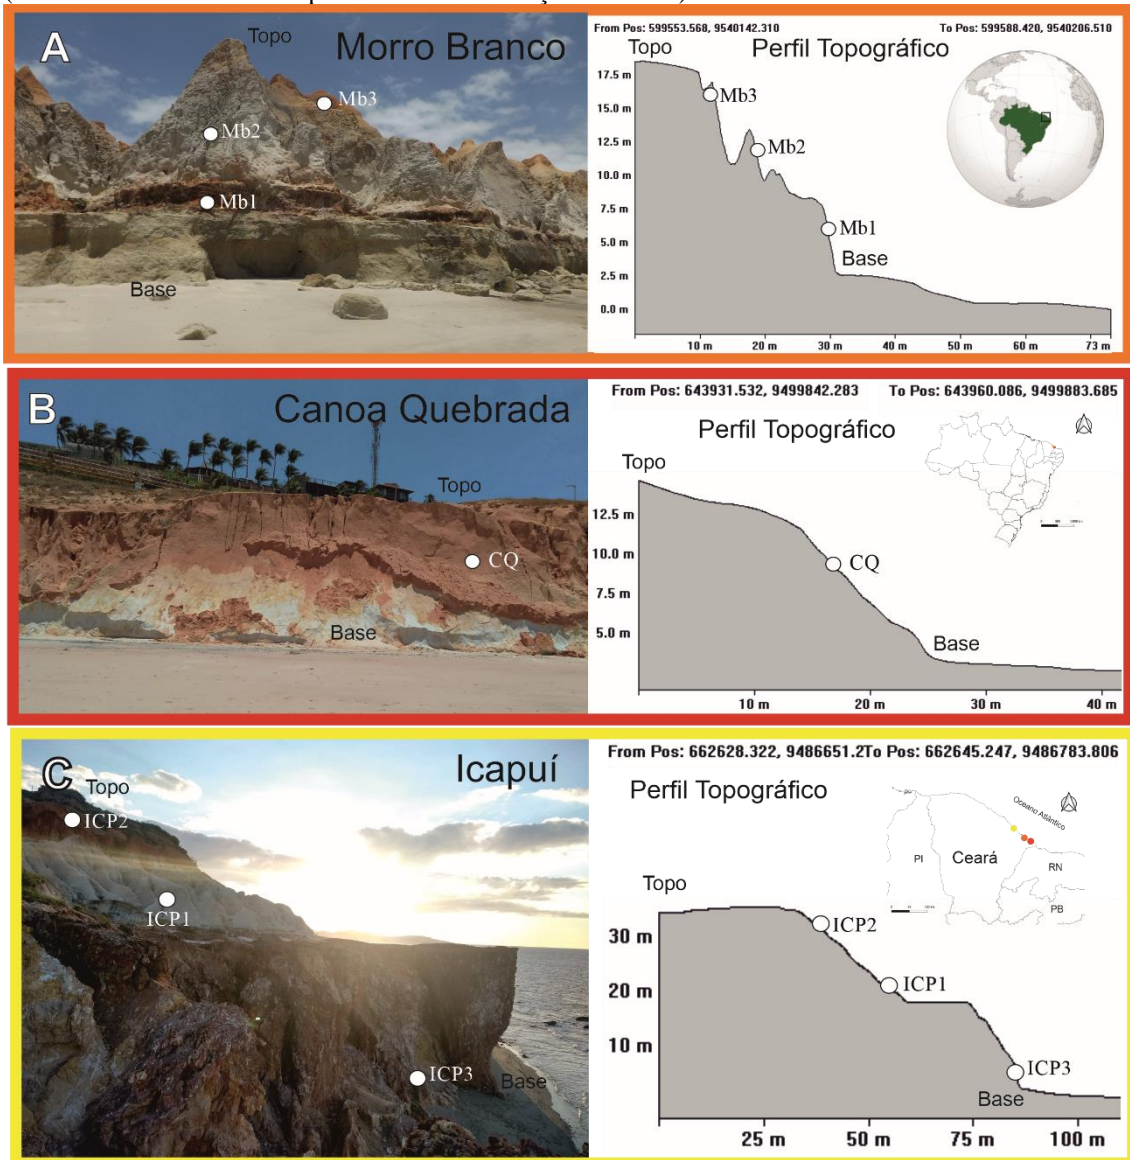 A
Topo
Morro Branco
Mb3
Mb2
Mb1
Base
From Pos: 599553.568, 9540142.310
To Pos: 599588.420, 9540206.510
Topo
Perfil Topográfico
17.5 m
Mb3
12.5 m
Mb2
10.0 m
7.5 m
Mb1
5.0 m
Base
2.5 m
0.0 m
10 m
20 m
30 m
40 m
50 m
60 m
73 m
B
Canoa Quebrada
Topo
CQ
Base
From Pos: 643931.532, 9499842.283
To Pos: 643960.086, 9499883.685
Perfil Topográfico
Topo
12.5 m
10.0 m
CQ
7.5 m
5.0 m
Base
10 m
20 m
30 m
40 m
C
Icapuí
Topo
ICP2
ICP1
ICP3
Base
From Pos: 662628.322, 9486651.2To Pos: 662645.247, 9486783.806
Perfil Topográfico
Oceano Atlântico
PI
Ceará
RN
PB
Topo
30 m
ICP2
20 m
ICP1
10 m
ICP3
Base
25 m
50 m
75 m
100 m